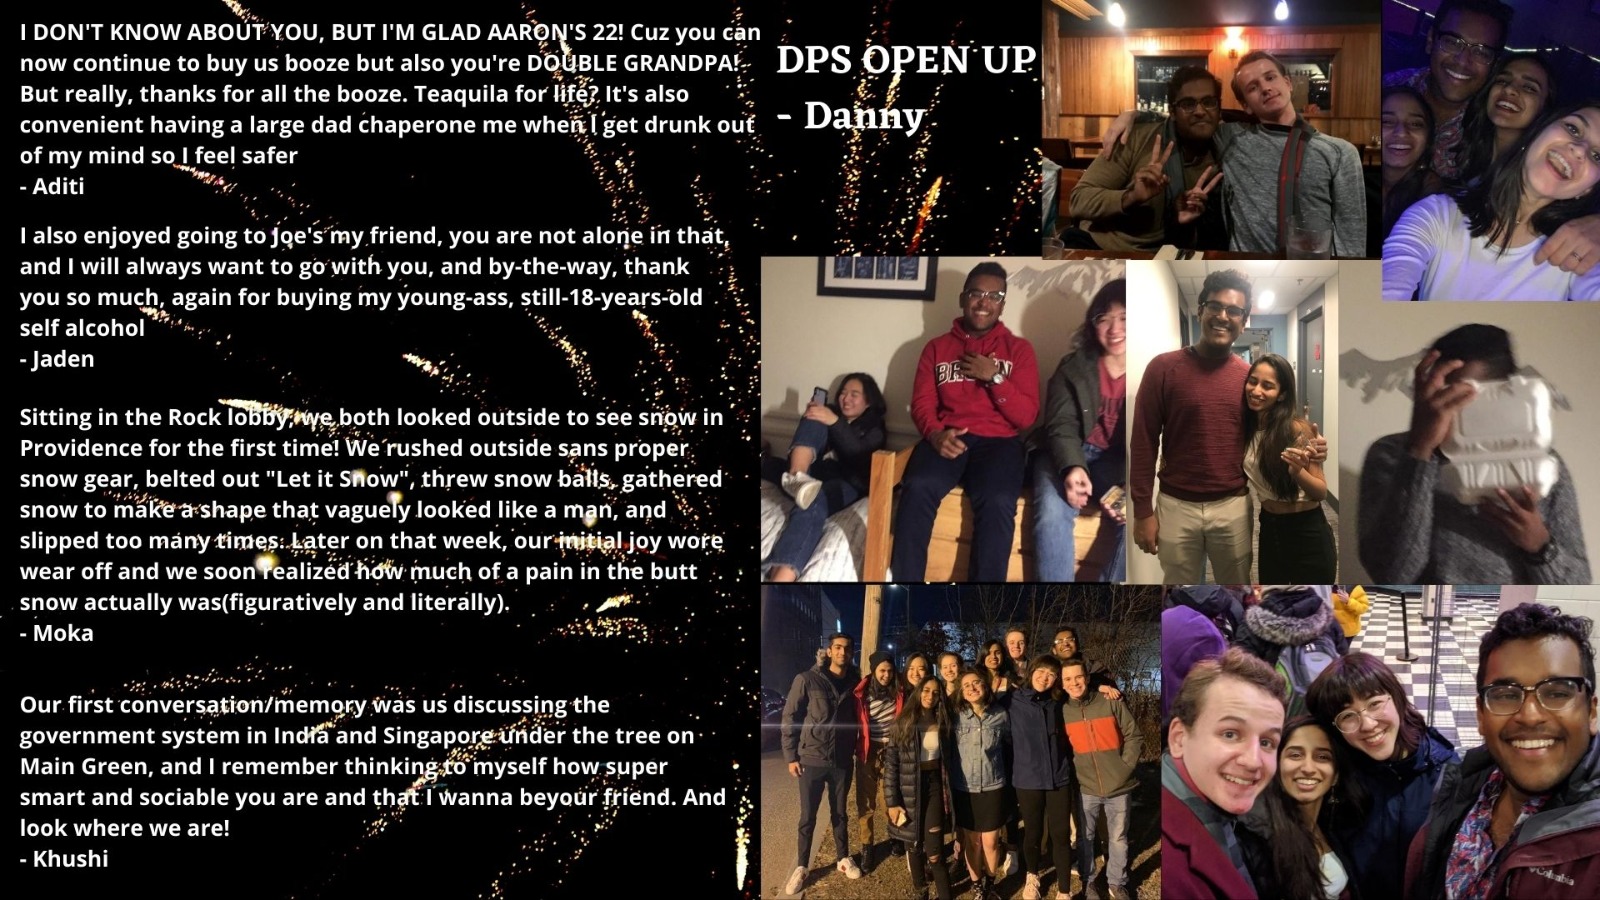 I DON'T KNOW ABOUT YOU, BUT I'M GLAD AARON'S 22! Cuz you can
now continue to buy us booze but also you're DOUBLE GRANDPA!
But really, thanks for all the booze. Teaquila for life? It's also
convenient having a large dad chaperone me when I get drunk out
of my mind so I feel safer
- Aditi
I also enjoyed going to Joe's my friend, you are not alone in that,
and I will always want to go with you, and by-the-way, thank
you so much, again for buying my young-ass, still-18-years-old
self alcohol
- Jaden
Sitting in the Rock lobby, we both looked outside to see snow in
Providence for the first time! We rushed outside sans proper
snow gear, belted out "Let it Snow", threw snow balls, gathered
snow to make a shape that vaguely looked like a man, and
slipped too many times. Later on that week, our initial joy wore
wear off and we soon realized how much of a pain in the butt
snow actually was(figuratively and literally).
- Moka
Our first conversation/memory was us discussing the
government system in India and Singapore under the tree on
Main Green, and I remember thinking to myself how super
smart and sociable you are and that I wanna beyour friend. And
look where we are!
- Khushi
DPS OPEN UP
- Danny
BROWN
Columbia